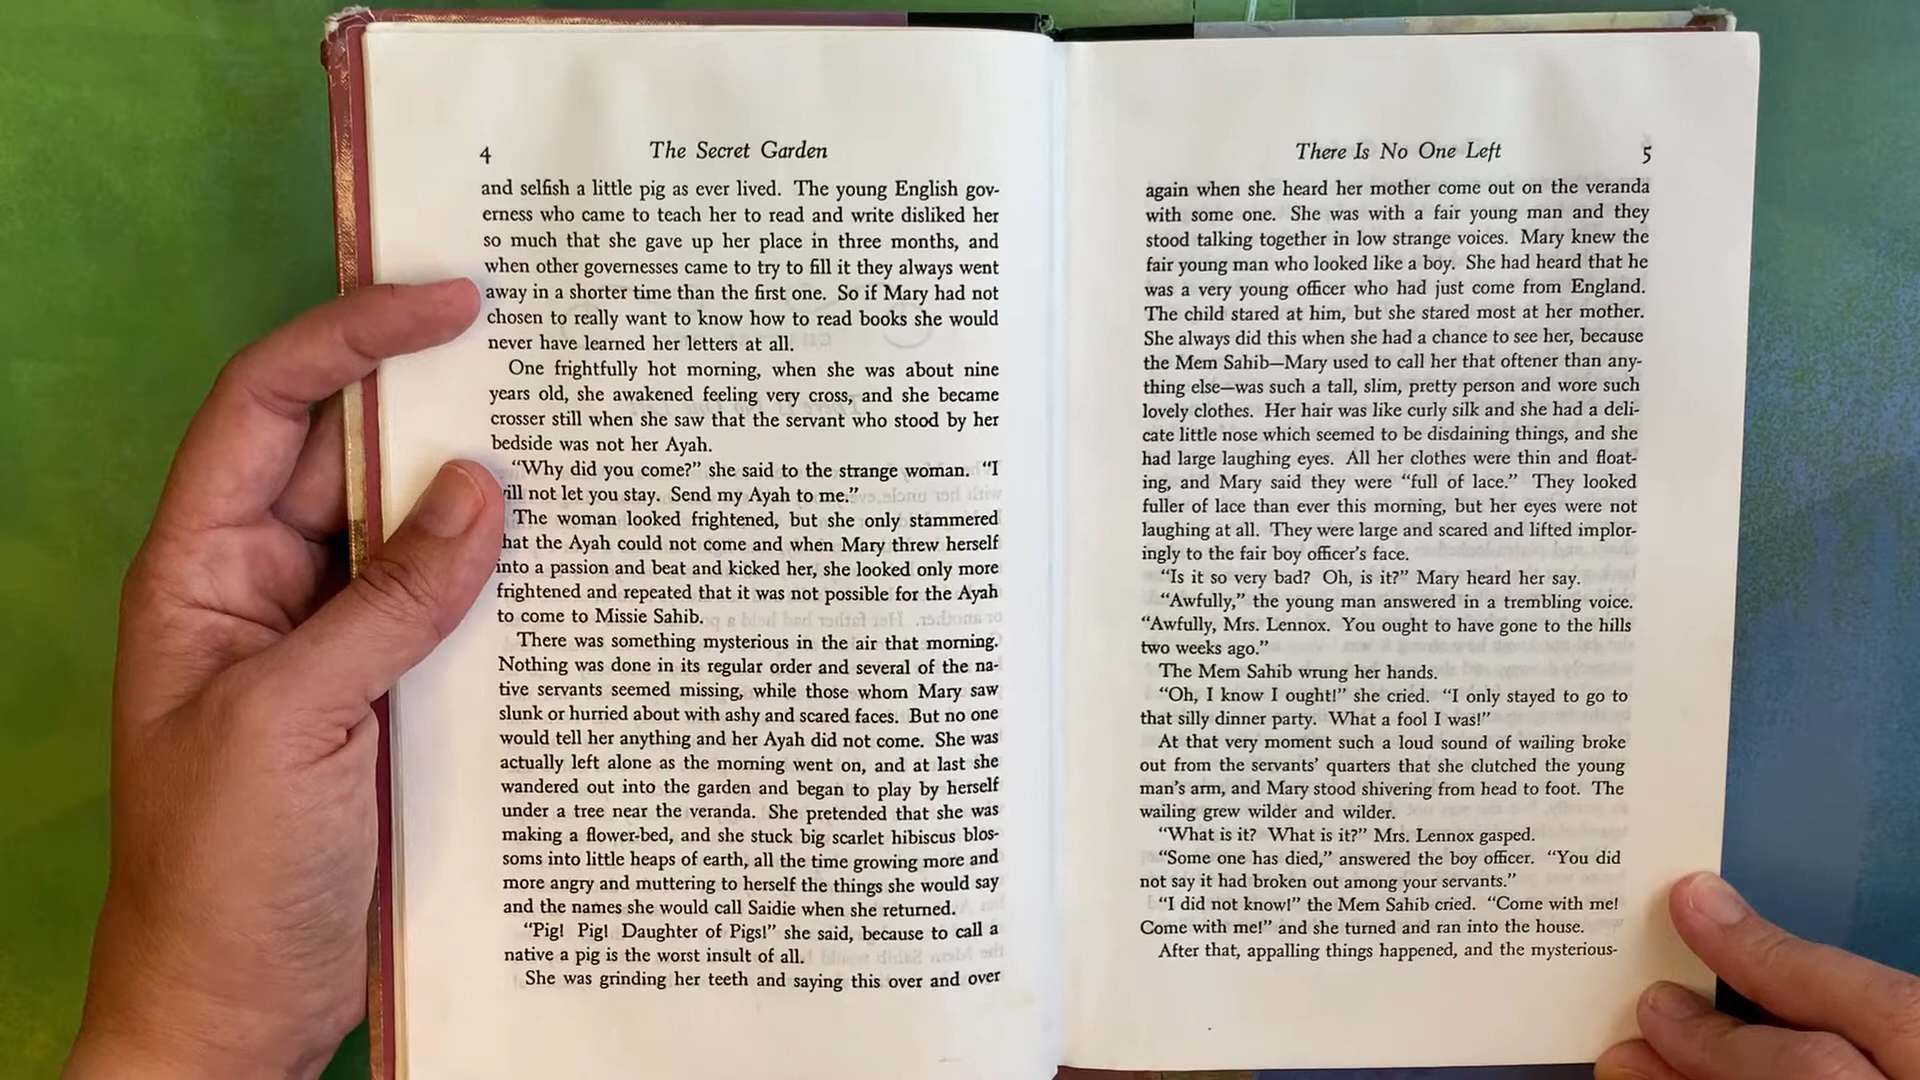 4
The Secret Garden
and selfish a little pig as ever lived. The young English gov-
erness who came to teach her to read and write disliked her
so much that she gave up her place in three months, and
when other governesses came to try to fill it they always went
away in a shorter time than the first one. So if Mary had not
chosen to really want to know how to read books she would
never have learned her letters at all.
One frightfully hot morning, when she was about nine
years old, she awakened feeling very cross, and she became
crosser still when she saw that the servant who stood by her
bedside was not her Ayah.
“Why did you come?” she said to the strange woman. “I
ill not let you stay. Send my Ayah to me.”
The woman looked frightened, but she only stammered
hat the Ayah could not come and when Mary threw herself
into a passion and beat and kicked her, she looked only more
frightened and repeated that it was not possible for the Ayah
to come to Missie Sahib.
There was something mysterious in the air that morning.
Nothing was done in its regular order and several of the na-
tive servants seemed missing, while those whom Mary saw
slunk or hurried about with ashy and scared faces. But no one
would tell her anything and her Ayah did not come. She was
actually left alone as the morning went on, and at last she
wandered out into the garden and began to play by herself
under a tree near the veranda. She pretended that she was
making a flower-bed, and she stuck big scarlet hibiscus blos-
soms into little heaps of earth, all the time growing more and
more angry and muttering to herself the things she would say
and the names she would call Saidie when she returned.
“Pig! Pig! Daughter of Pigs!” she said, because to call a
native a pig is the worst insult of all.
She was grinding her teeth and saying this over and over
There Is No One Left
5
again when she heard her mother come out on the veranda
with some one. She was with a fair young man and they
stood talking together in low strange voices. Mary knew the
fair young man who looked like a boy. She had heard that he
was a very young officer who had just come from England.
The child stared at him, but she stared most at her mother.
She always did this when she had a chance to see her, because
the Mem Sahib—Mary used to call her that oftener than any-
thing else—was such a tall, slim, pretty person and wore such
lovely clothes. Her hair was like curly silk and she had a deli-
cate little nose which seemed to be disdaining things, and she
had large laughing eyes. All her clothes were thin and float-
ing, and Mary said they were “full of lace.” They looked
fuller of lace than ever this morning, but her eyes were not
laughing at all. They were large and scared and lifted implor-
ingly to the fair boy officer’s face.
“Is it so very bad? Oh, is it?” Mary heard her say.
“Awfully,” the young man answered in a trembling voice.
“Awfully, Mrs. Lennox. You ought to have gone to the hills
two weeks ago.”
The Mem Sahib wrung her hands.
“Oh, I know I ought!” she cried. “I only stayed to go to
that silly dinner party. What a fool I was!”
At that very moment such a loud sound of wailing broke
out from the servants’ quarters that she clutched the young
man’s arm, and Mary stood shivering from head to foot. The
wailing grew wilder and wilder.
“What is it? What is it?” Mrs. Lennox gasped.
“Some one has died,” answered the boy officer. “You did
not say it had broken out among your servants.”
“I did not know!” the Mem Sahib cried. “Come with me!
Come with me!” and she turned and ran into the house.
After that, appalling things happened, and the mysterious-